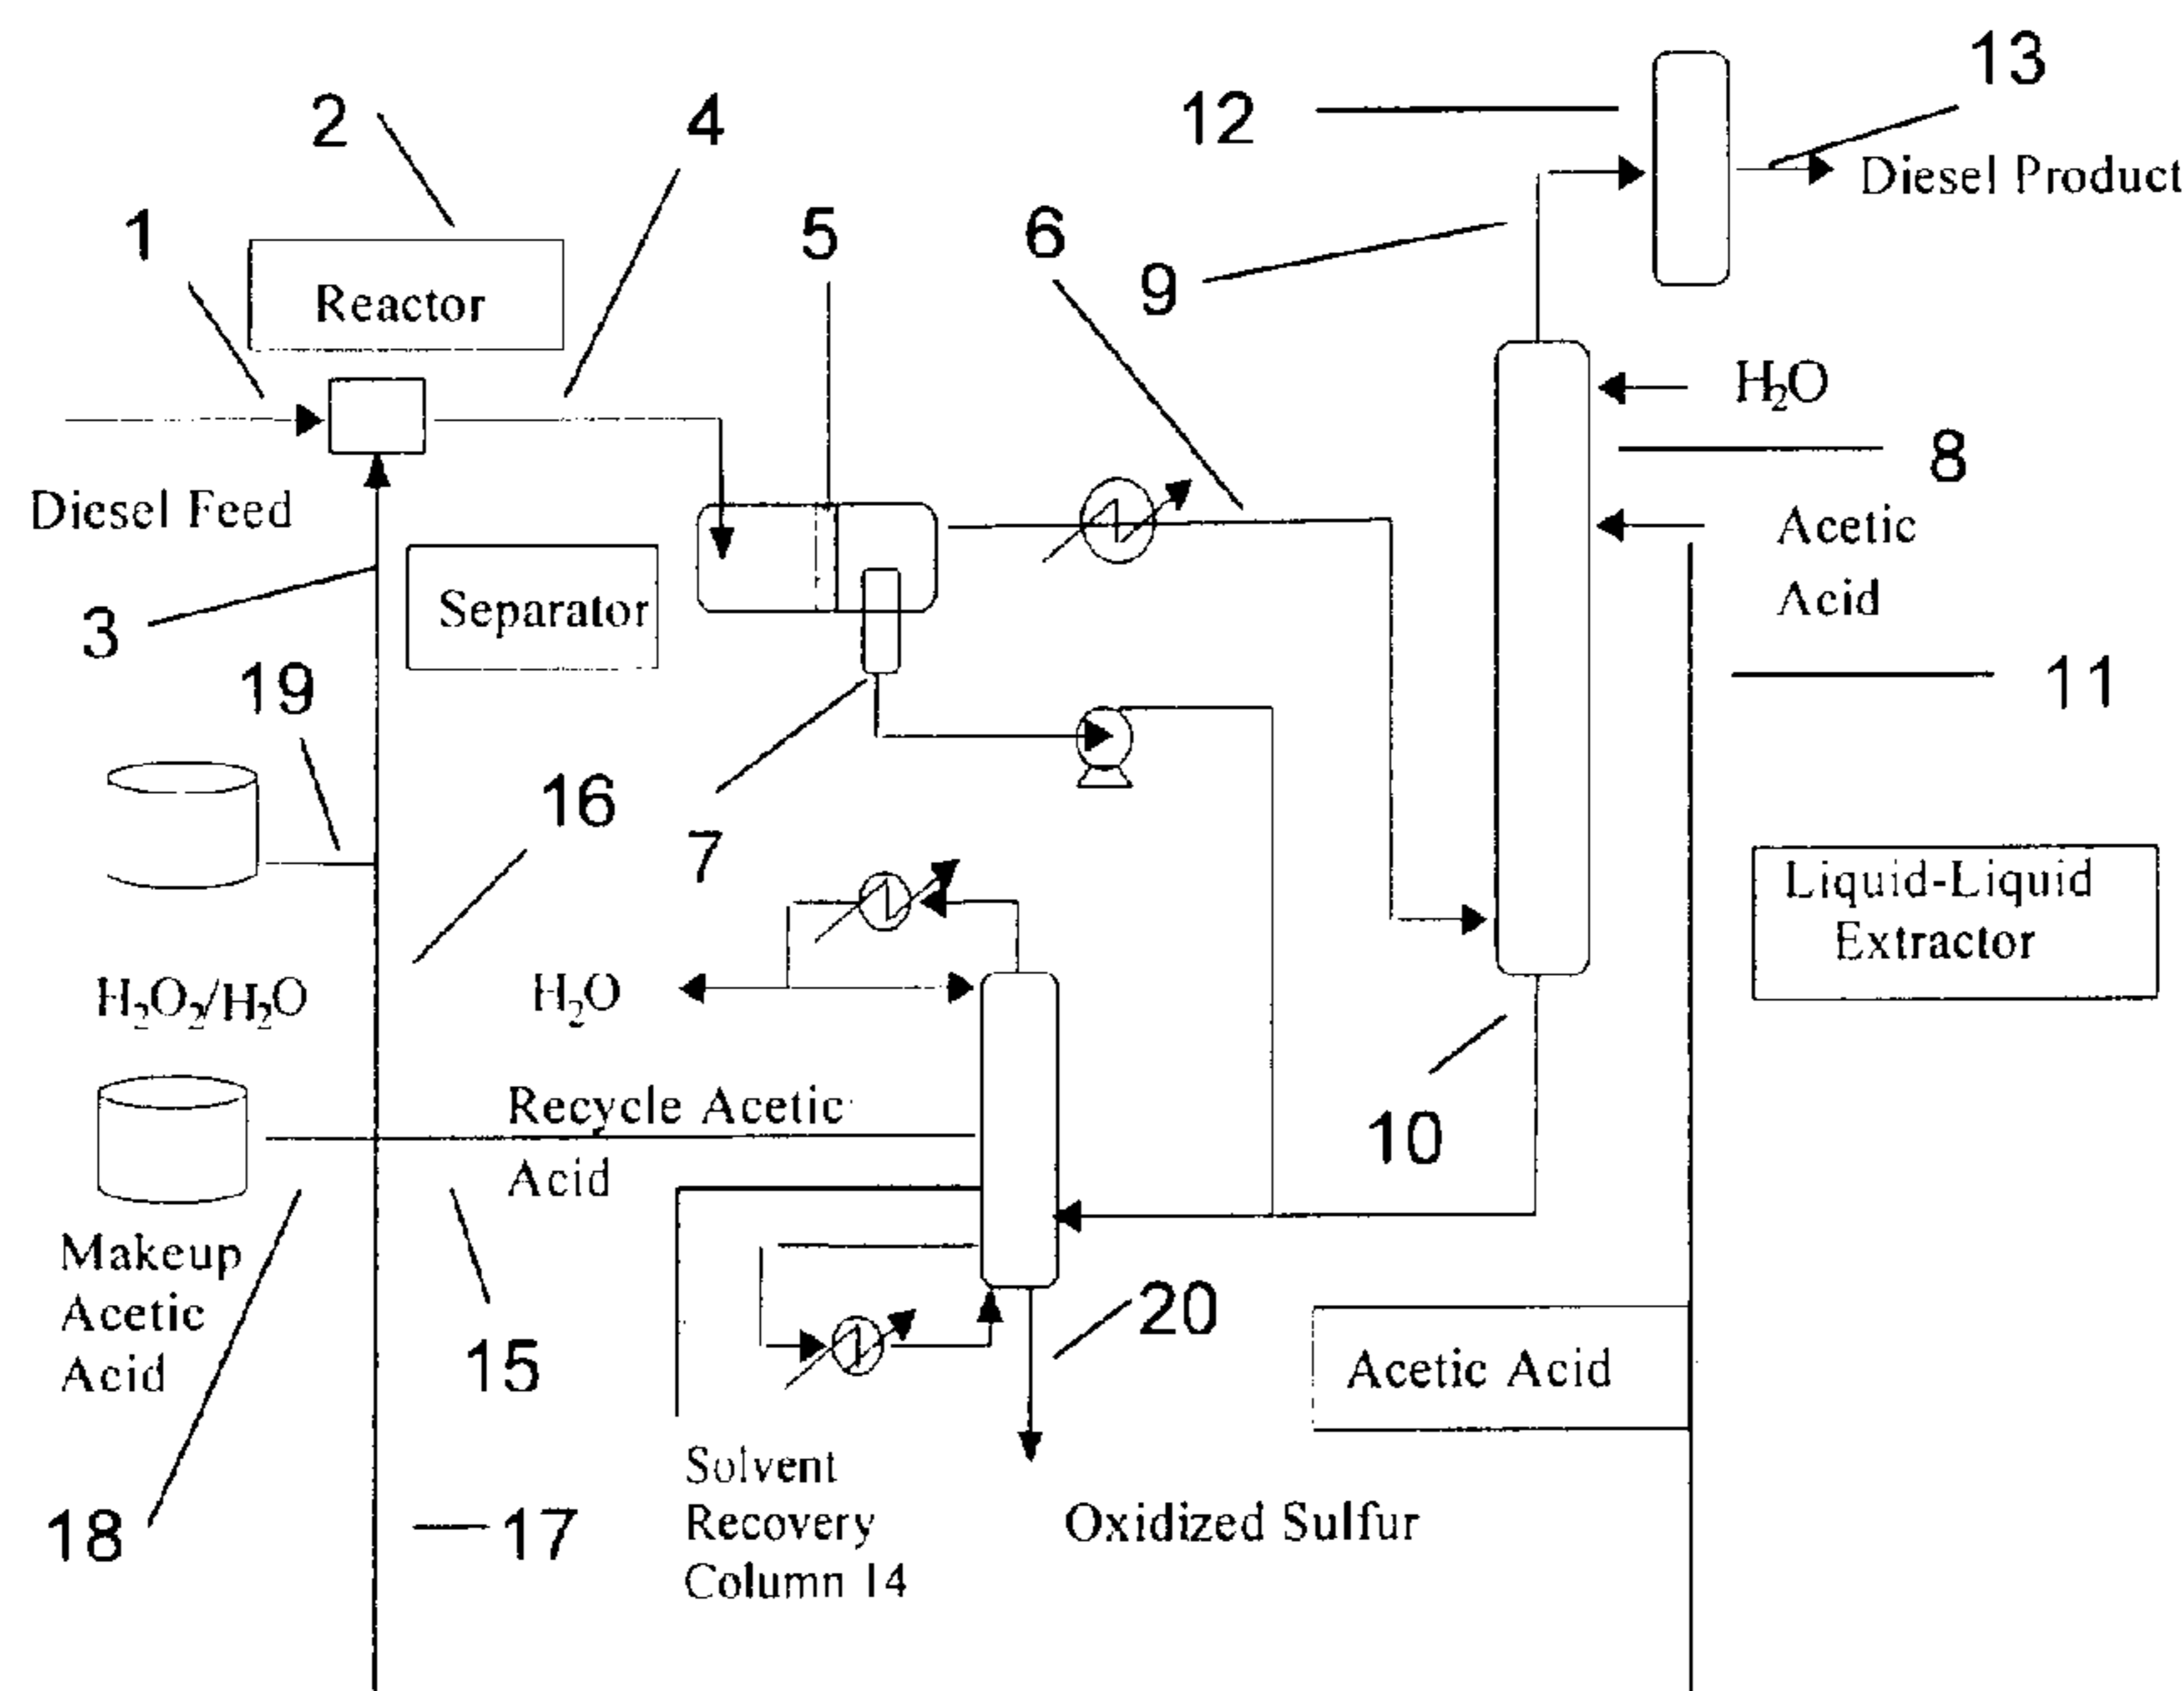 13
2
4
12
Diesel Product
1
5
6
9
Reactor
H₂O
8
Diesel Feed
Acetic
Acid
Separator
3
19
11
16
7
Liquid-Liquid
Extractor
H₂O₂/H₂O
H₂O
Recycle Acetic
Acid
10
Makeup
Acetic
Acid
20
15
Acetic Acid
Solvent
Recovery
Column 14
Oxidized Sulfur
18
17